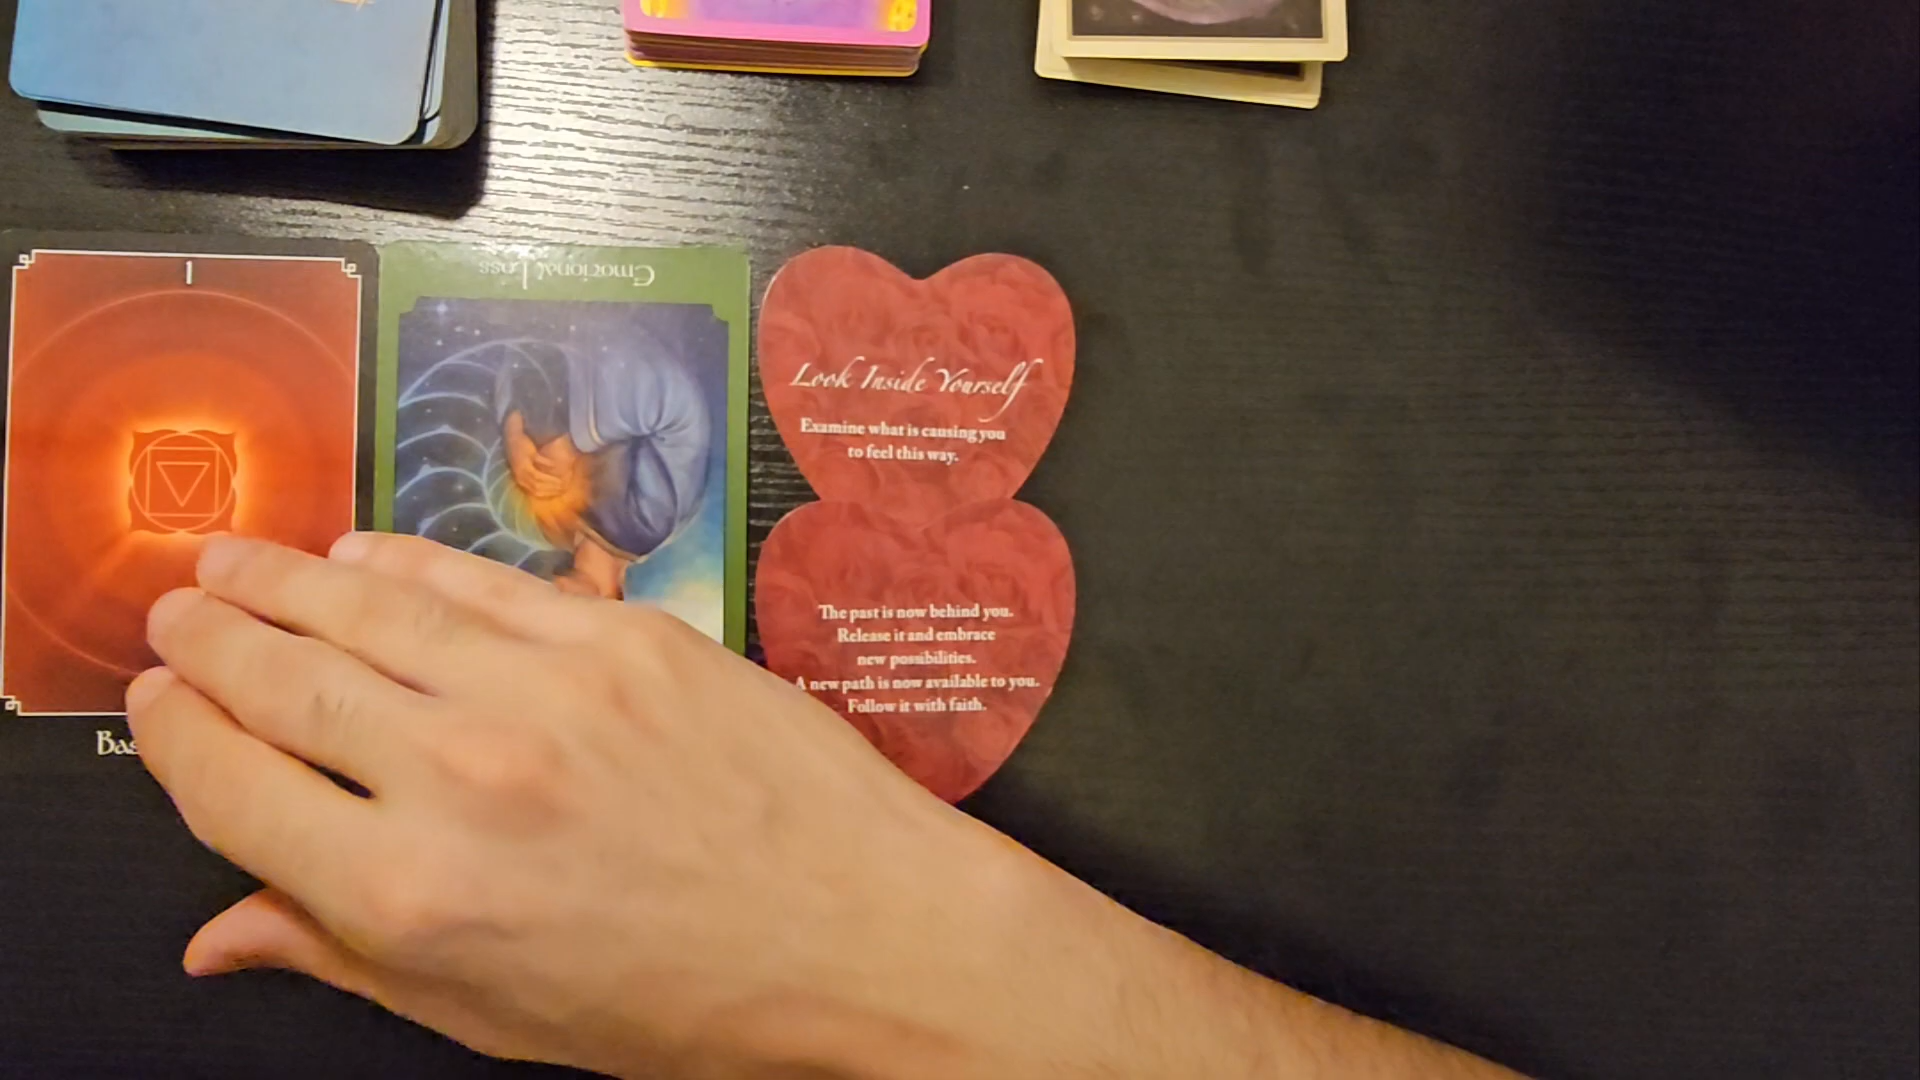 1
Emotional Loss
Look Inside Yourself
Examine what is causing you
to feel this way.
The past is now behind you.
Release it and embrace
new possibilities.
A new path is now available to you.
Follow it with faith.